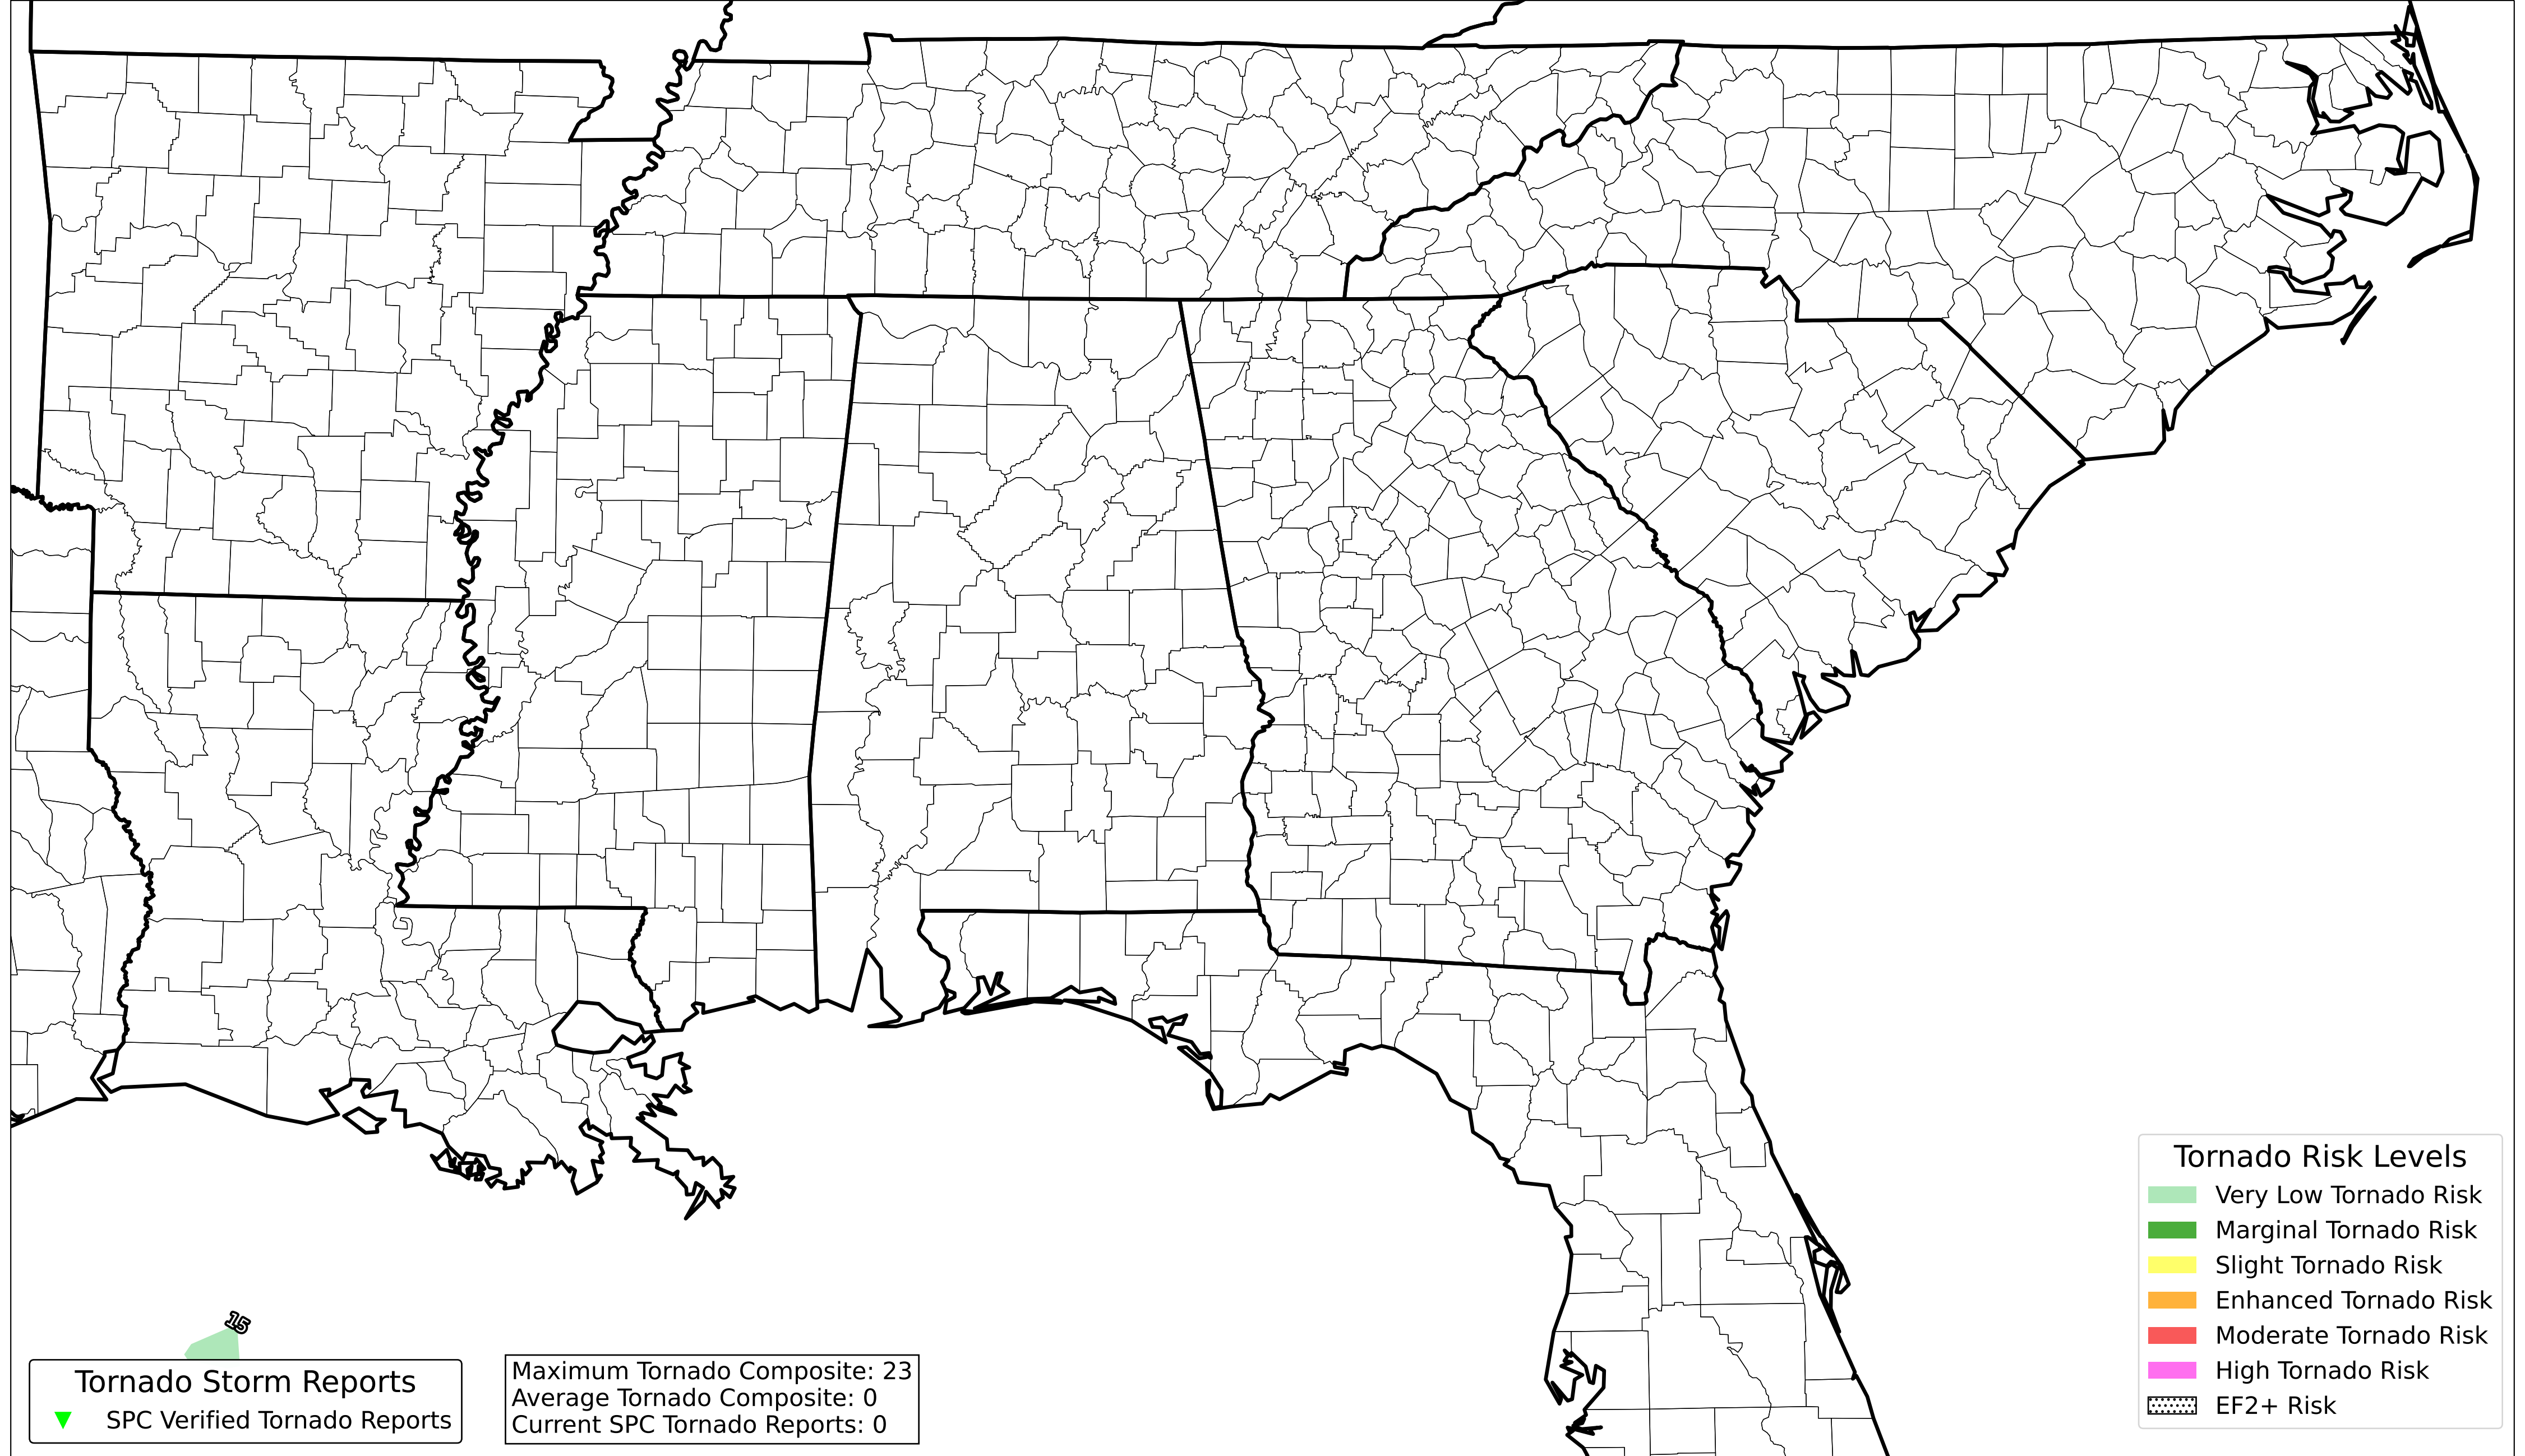 15
Tornado Storm Reports
SPC Verified Tornado Reports
Maximum Tornado Composite: 23
Average Tornado Composite: 0
Current SPC Tornado Reports: 0
Tornado Risk Levels
Very Low Tornado Risk
Marginal Tornado Risk
Slight Tornado Risk
Enhanced Tornado Risk
Moderate Tornado Risk
High Tornado Risk
EF2+ Risk